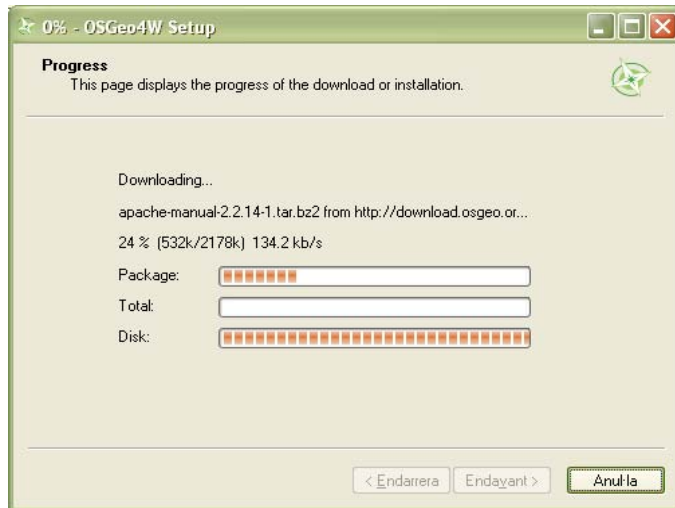 0% - OSGeo4W Setup
Progress
This page displays the progress of the download or installation.
Downloading...
apache-manual-2.2.14-1.tar.bz2 from http://download.osgeo.or...
24 % (532k/2178k) 134.2 kb/s
Package:
Total:
Disk:
< Endarrera
Endavant >
Anul·la